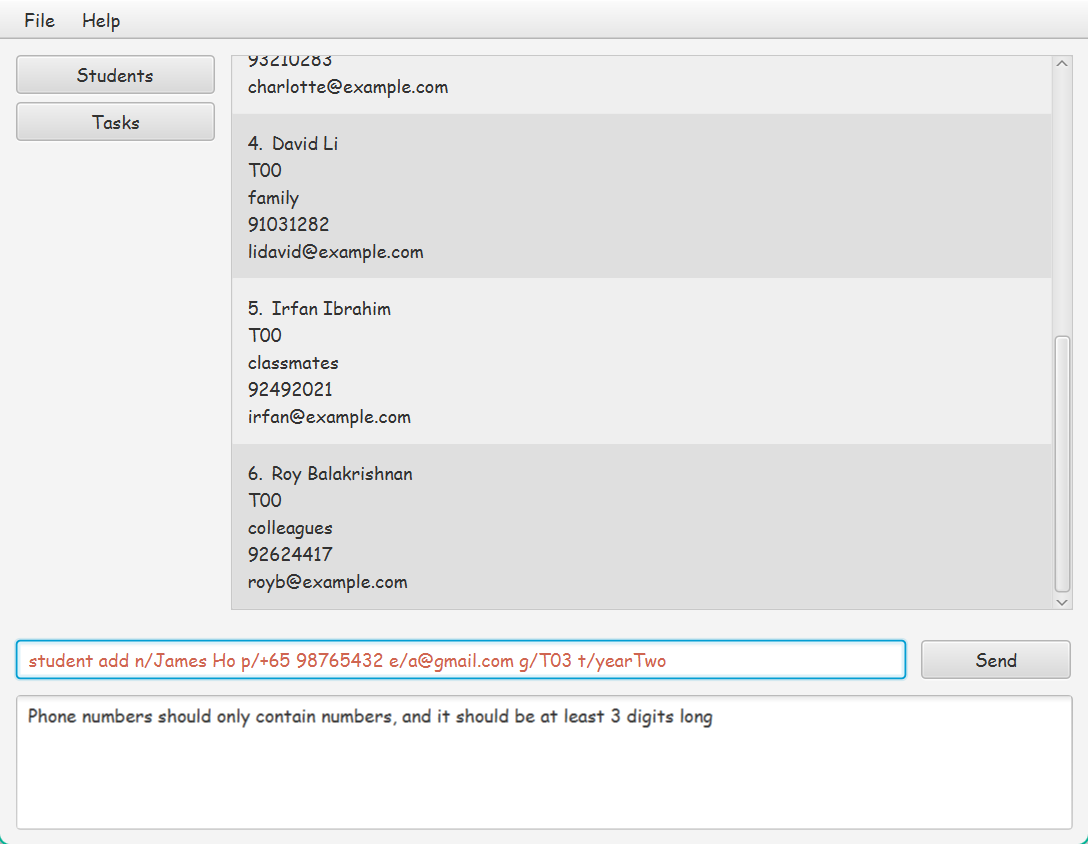 File Help
Students
Tasks
93210283
charlotte@example.com
4. David Li
T00
family
91031282
lidavid@example.com
5. Irfan Ibrahim
T00
classmates
92492021
irfan@example.com
6. Roy Balakrishnan
T00
colleagues
92624417
royb@example.com
student add n/James Ho p/+65 98765432 e/a@gmail.com g/T03 t/yearTwo
Send
Phone numbers should only contain numbers, and it should be at least 3 digits long